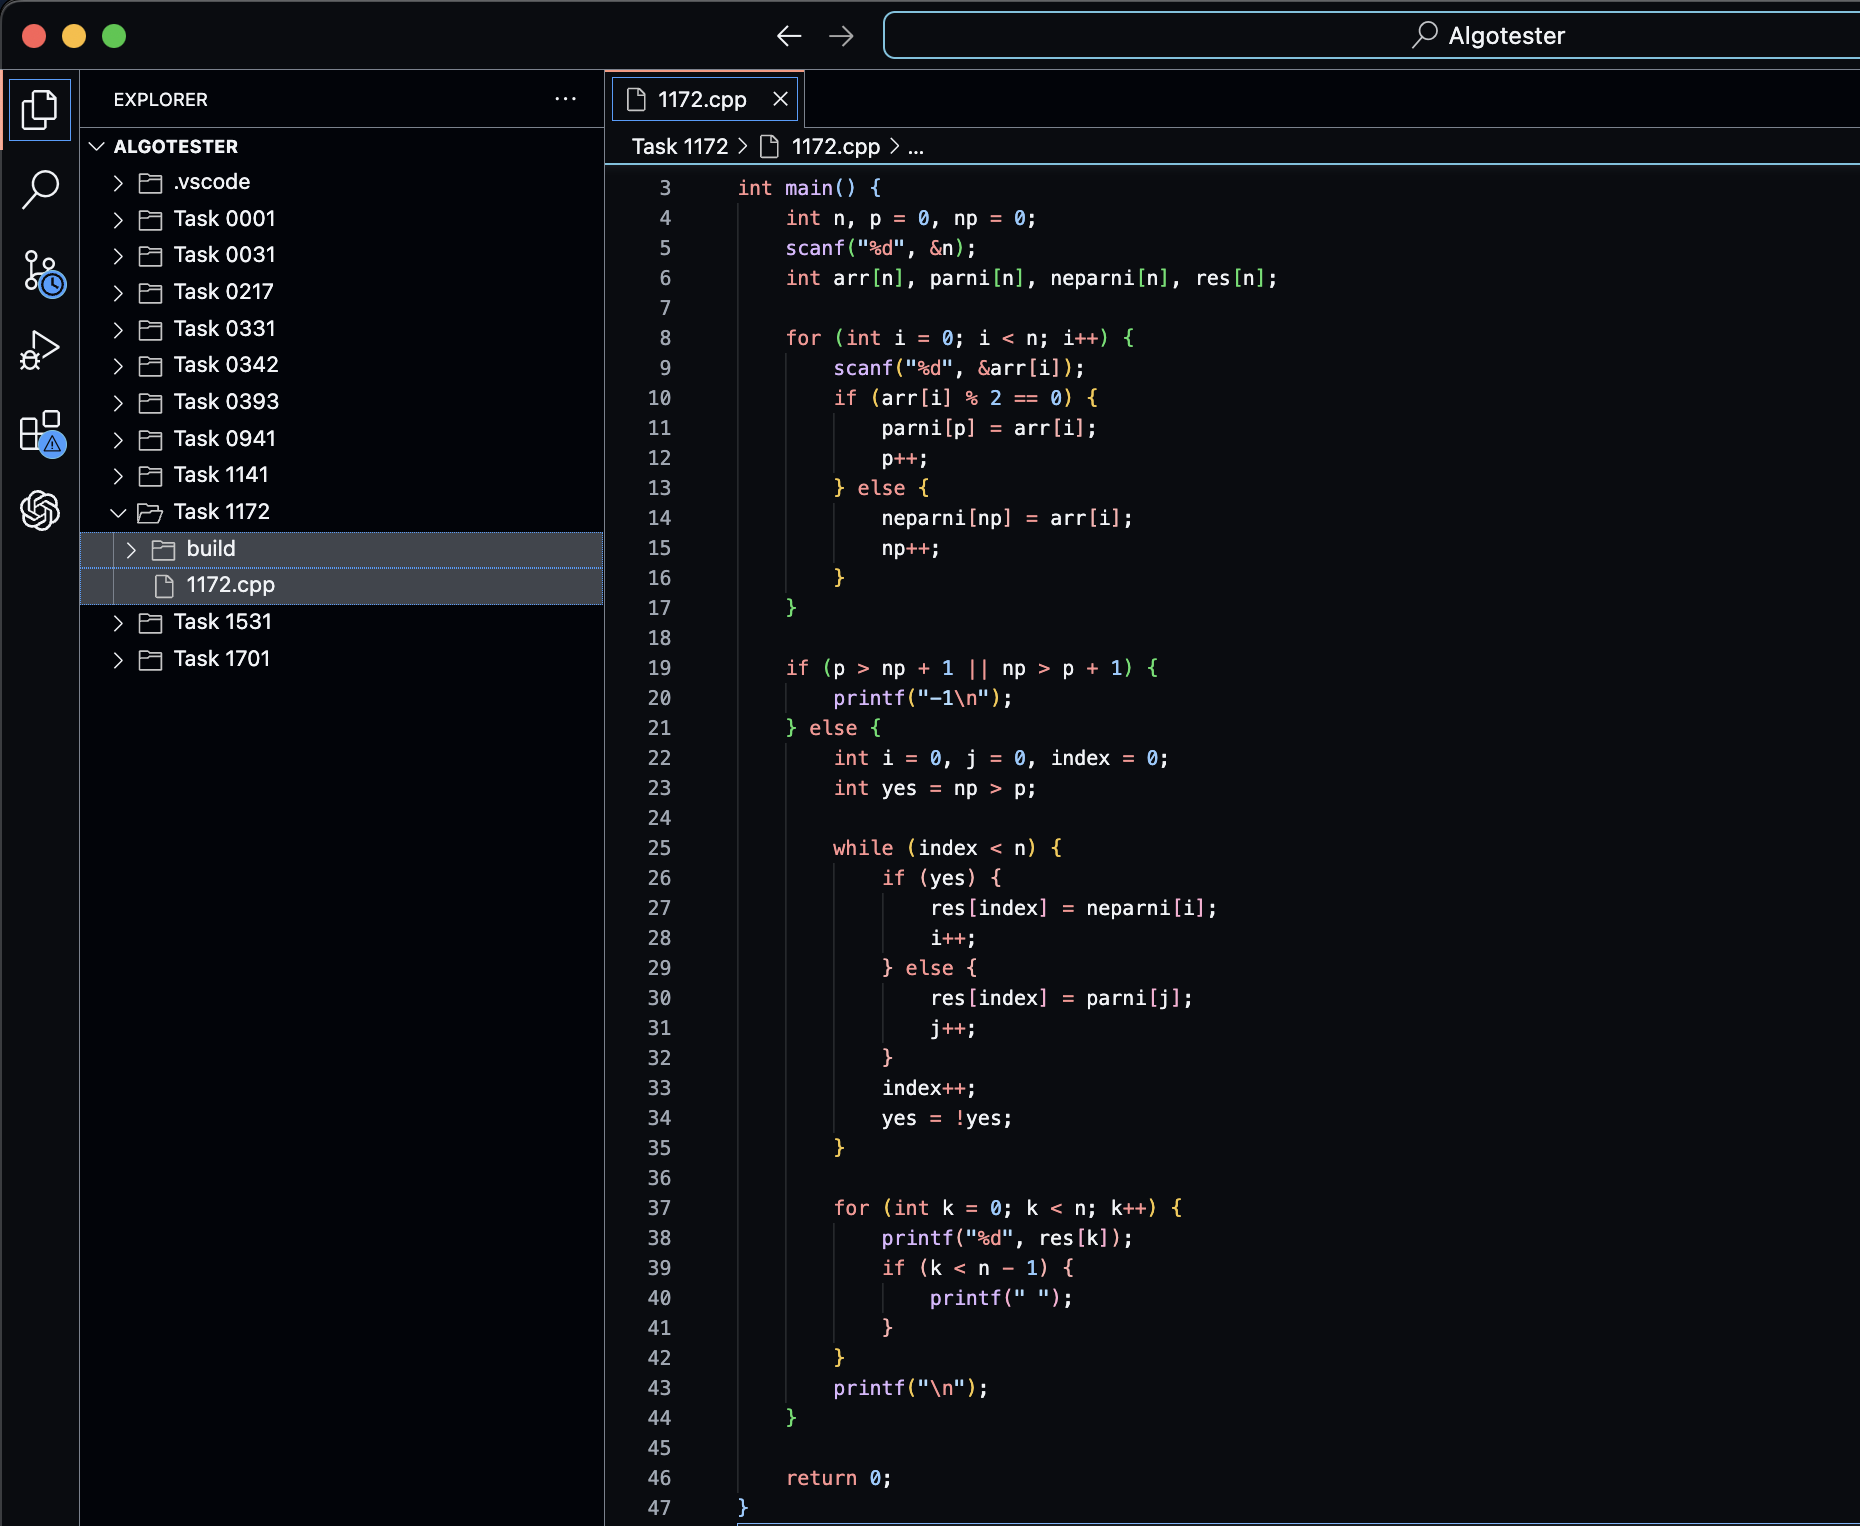 Algotester
EXPLORER
ALGOTESTER
.vscode
Task 0001
Task 0031
Task 0217
Task 0331
Task 0342
Task 0393
Task 0941
Task 1141
Task 1172
build
1172.cpp
Task 1531
Task 1701
1172.cpp
Task 1172 > 1172.cpp > ...
3 int main() {
4 int n, p = 0, np = 0;
5 scanf("%d", &n);
6 int arr[n], parni[n], neparni[n], res[n];
7
8 for (int i = 0; i < n; i++) {
9 scanf("%d", &arr[i]);
10 if (arr[i] % 2 == 0) {
11 parni[p] = arr[i];
12 p++;
13 } else {
14 neparni[np] = arr[i];
15 np++;
16 }
17 }
18
19 if (p > np + 1 || np > p + 1) {
20 printf("-1\n");
21 } else {
22 int i = 0, j = 0, index = 0;
23 int yes = np > p;
24
25 while (index < n) {
26 if (yes) {
27 res[index] = neparni[i];
28 i++;
29 } else {
30 res[index] = parni[j];
31 j++;
32 }
33 index++;
34 yes = !yes;
35 }
36
37 for (int k = 0; k < n; k++) {
38 printf("%d", res[k]);
39 if (k < n - 1) {
40 printf(" ");
41 }
42 }
43 printf("\n");
44 }
45
46 return 0;
47 }